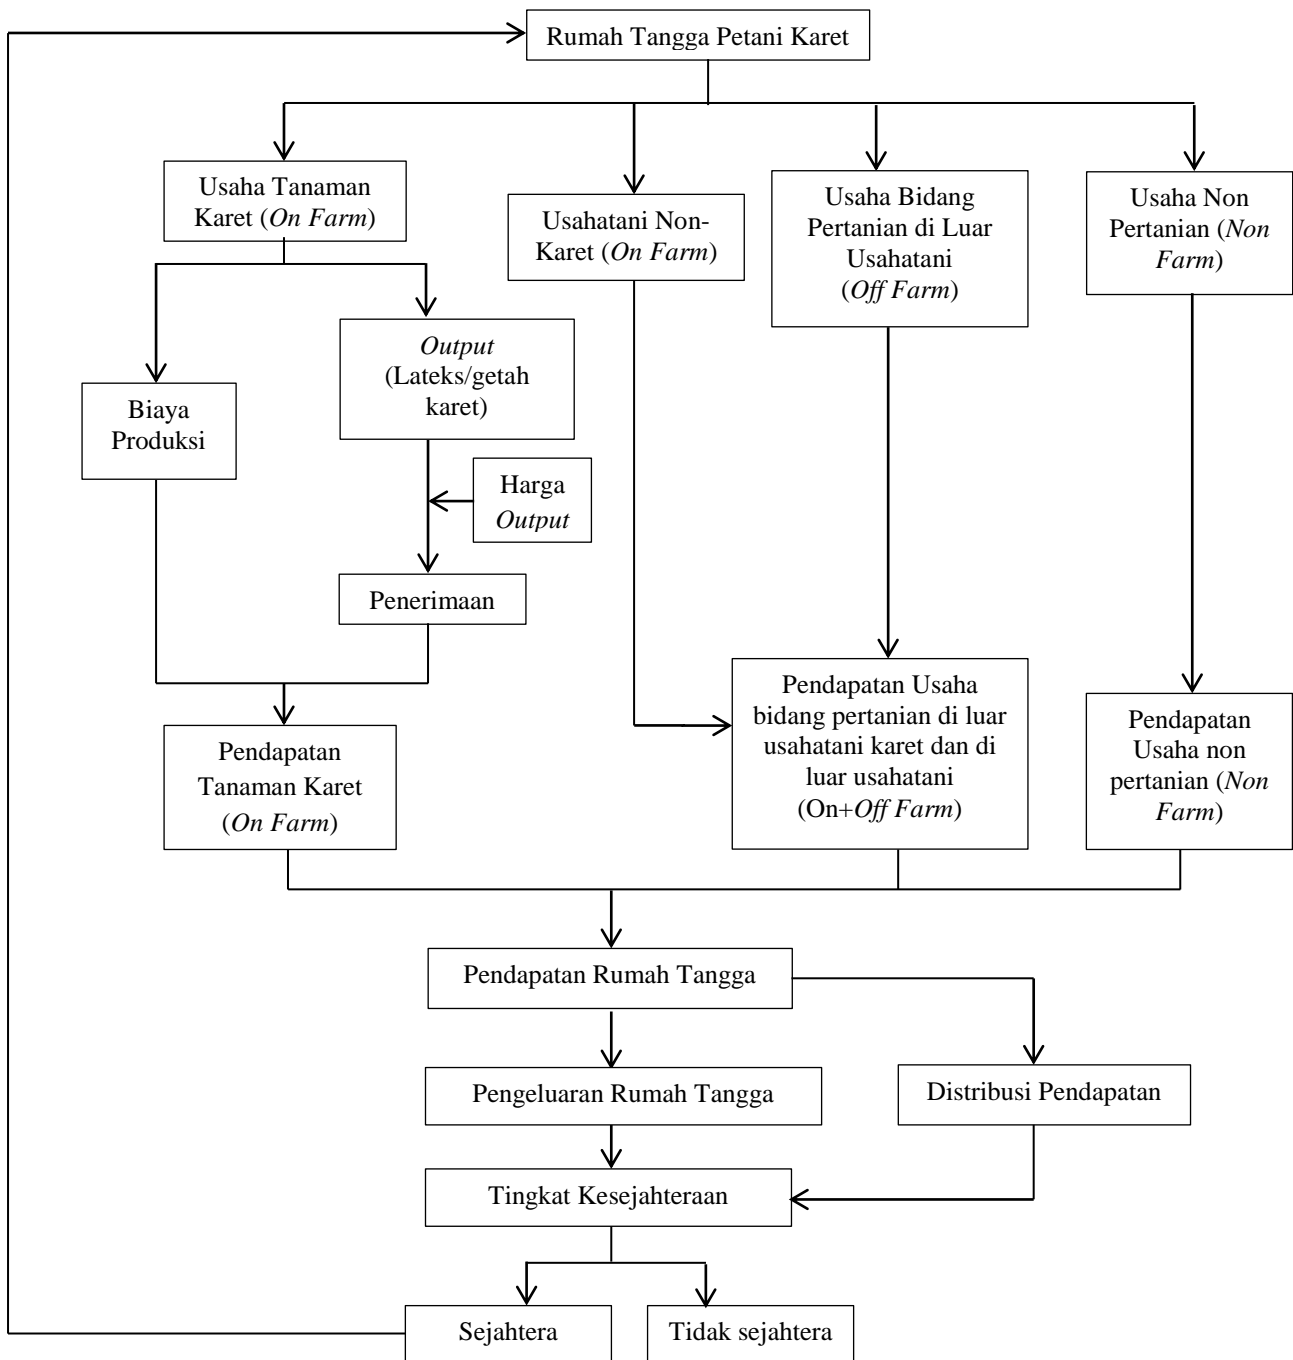 Rumah Tangga Petani Karet
Usaha Tanaman
Karet (On Farm)
Usahatani Non-
Karet (On Farm)
Usaha Bidang
Pertanian di Luar
Usahatani
(Off Farm)
Usaha Non
Pertanian (Non
Farm)
Output
(Lateks/getah
karet)
Biaya
Produksi
Harga
Output
Penerimaan
Pendapatan
Tanaman Karet
(On Farm)
Pendapatan Usaha
bidang pertanian di luar
usahatani karet dan di
luar usahatani
(On+Off Farm)
Pendapatan
Usaha non
pertanian (Non
Farm)
Pendapatan Rumah Tangga
Pengeluaran Rumah Tangga
Distribusi Pendapatan
Tingkat Kesejahteraan
Sejahtera
Tidak sejahtera